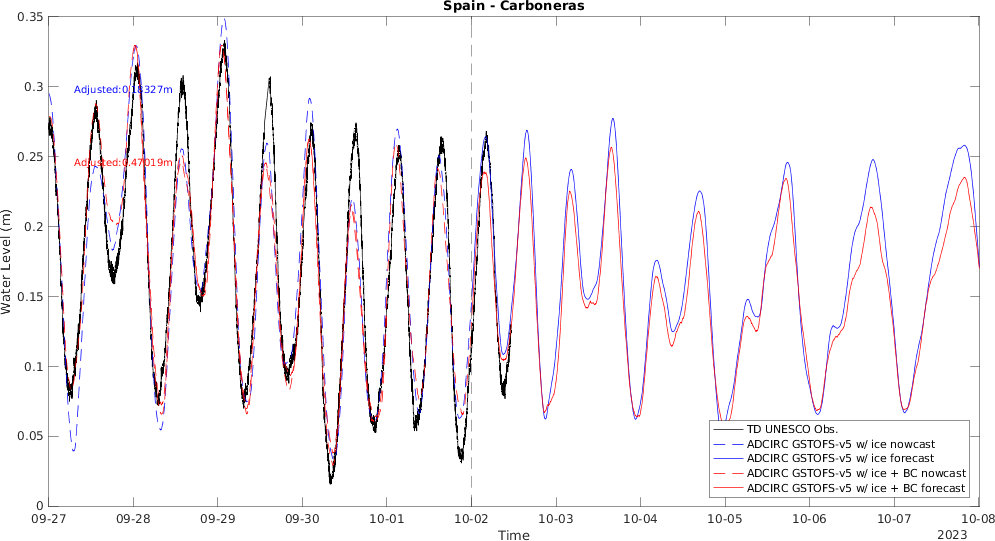 Spain - Carboneras
0.35
0.3
0.25
0.2
0.15
0.1
0.05
0
Water Level (m)
Adjusted:0.18327m
Adjusted:0.47019m
TD UNESCO Obs.
ADCIRC GSTOFS-v5 w/ ice nowcast
ADCIRC GSTOFS-v5 w/ ice forecast
ADCIRC GSTOFS-v5 w/ ice + BC nowcast
ADCIRC GSTOFS-v5 w/ ice + BC forecast
09-27 09-28 09-29 09-30 10-01 10-02 10-03 10-04 10-05 10-06 10-07 10-08
Time
2023